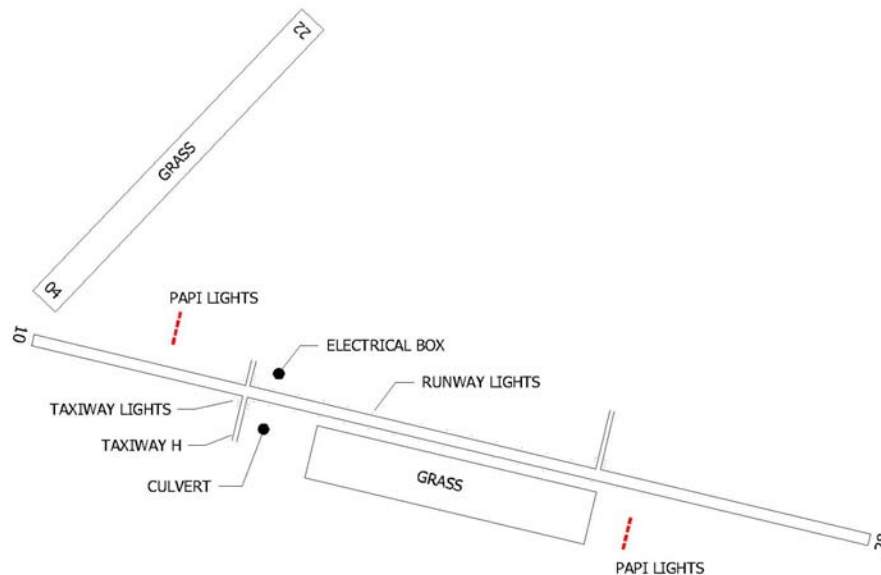 22
GRASS
04
PAPI LIGHTS
10
ELECTRICAL BOX
RUNWAY LIGHTS
TAXIWAY LIGHTS
TAXIWAY H
CULVERT
GRASS
PAPI LIGHTS